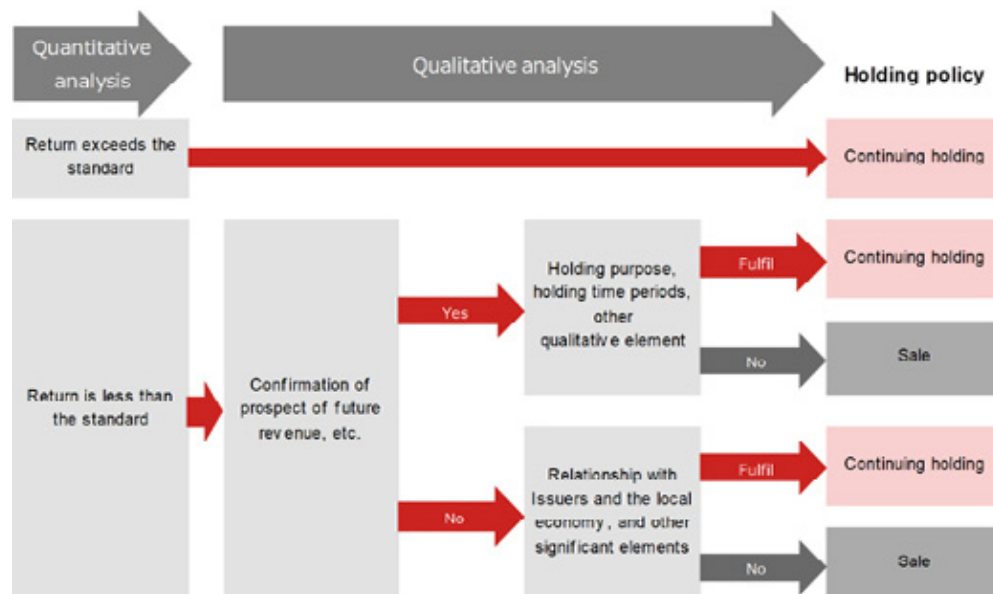 Quantitative
analysis
Qualitative analysis
Holding policy
Return exceeds the
standard
Continuing holding
Return is less than
the standard
Confirmation of
prospect of future
revenue, etc.
Yes
Holding purpose,
holding time periods,
other
qualitative element
Fulfil
Continuing holding
No
Sale
No
Relationship with
Issuers and the local
economy, and other
significant elements
Fulfil
Continuing holding
No
Sale